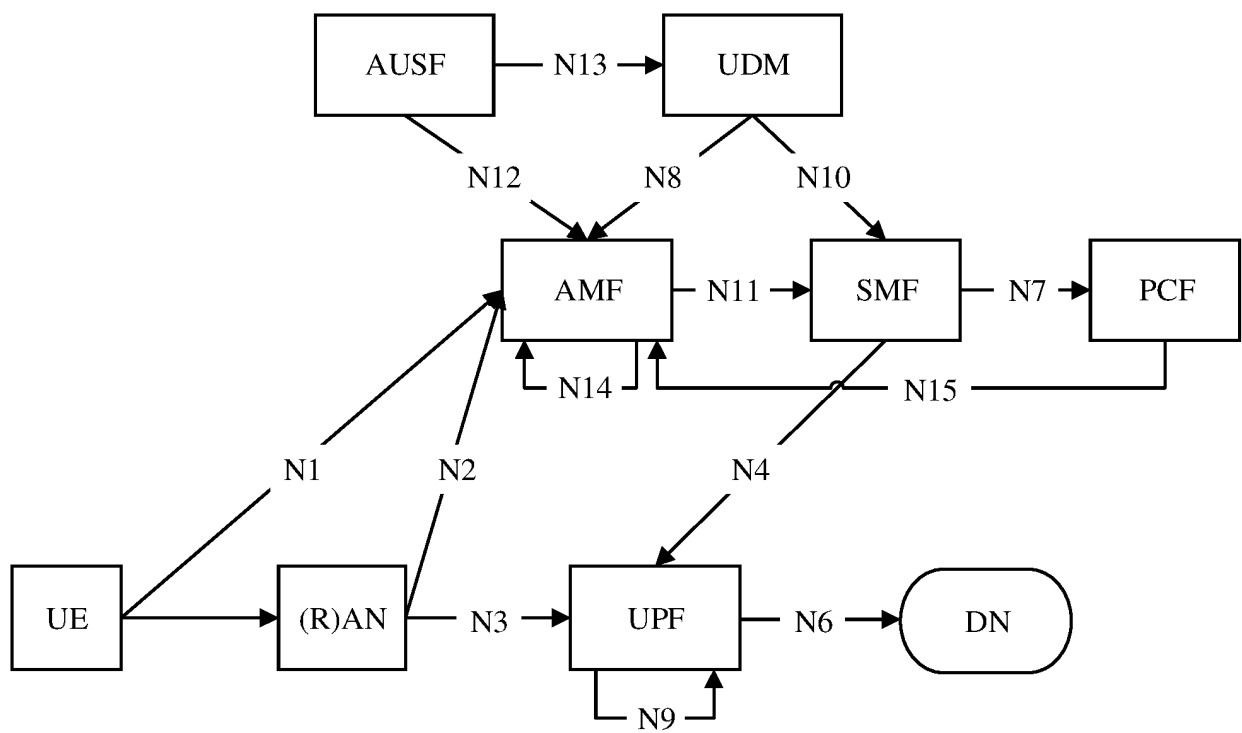 AUSF
N13
UDM
N12
N8
N10
AMF
N11
SMF
N7
PCF
N14
N15
N1
N2
N4
UE
(R)AN
N3
UPF
N6
DN
N9